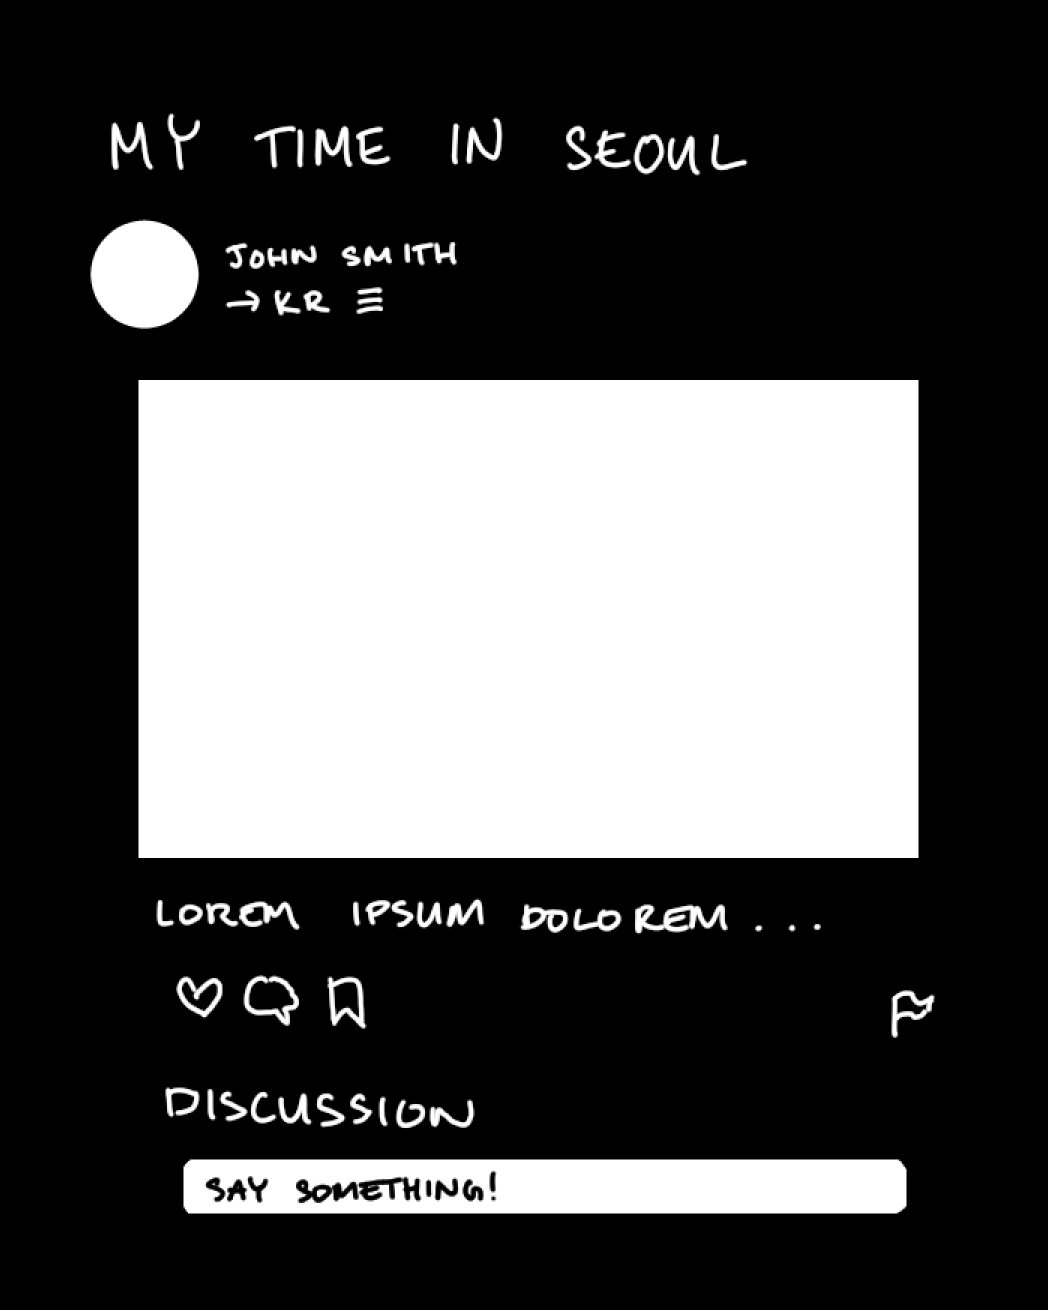 MY TIME IN SEOUL
JOHN SMITH
→ KR
LOREM IPSUM DOLOREM ...
DISCUSSION
SAY SOMETHING!